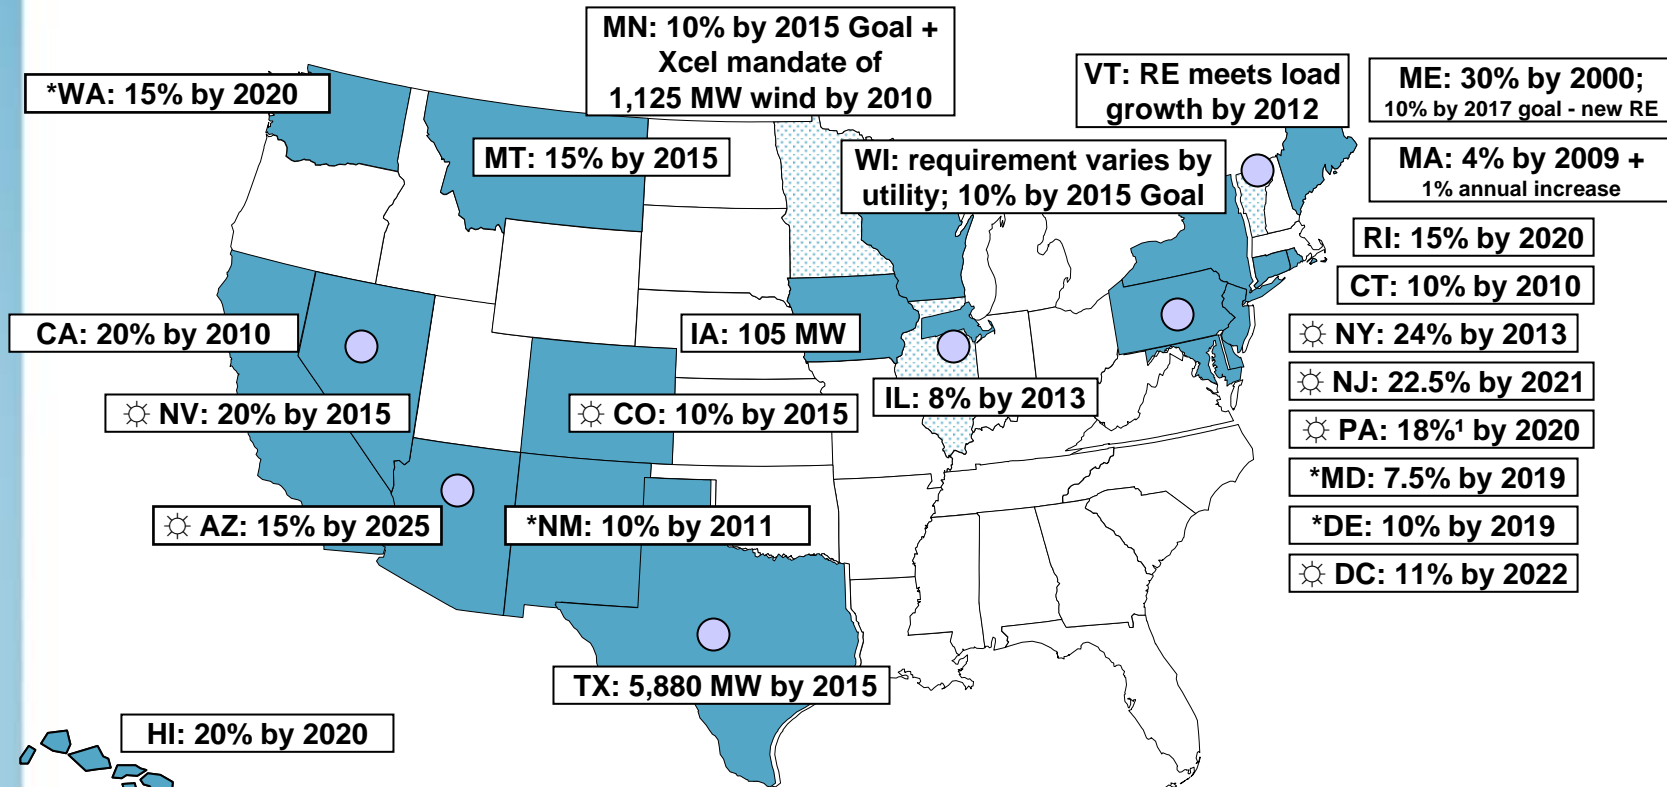 MN: 10% by 2015 Goal +
Xcel mandate of
1,125 MW wind by 2010
VT: RE meets load
growth by 2012
ME: 30% by 2000;
10% by 2017 goal - new RE
*WA: 15% by 2020
MT: 15% by 2015
WI: requirement varies by
utility; 10% by 2015 Goal
MA: 4% by 2009 +
1% annual increase
RI: 15% by 2020
CT: 10% by 2010
CA: 20% by 2010
IA: 105 MW
☼ NY: 24% by 2013
☼ NJ: 22.5% by 2021
☼ NV: 20% by 2015
☼ CO: 10% by 2015
IL: 8% by 2013
☼ PA: 18%¹ by 2020
*MD: 7.5% by 2019
☼ AZ: 15% by 2025
*NM: 10% by 2011
*DE: 10% by 2019
☼ DC: 11% by 2022
TX: 5,880 MW by 2015
HI: 20% by 2020